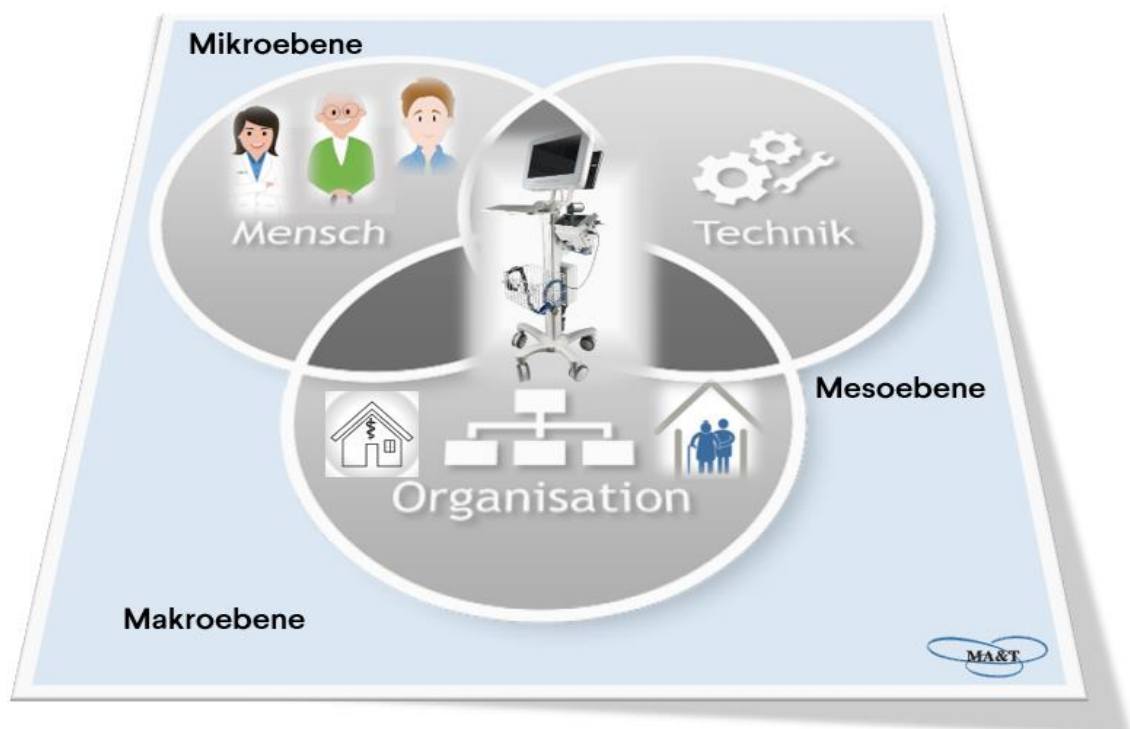 Mikroebene
Mensch
Technik
Mesoebene
Organisation
Makroebene
MA&T